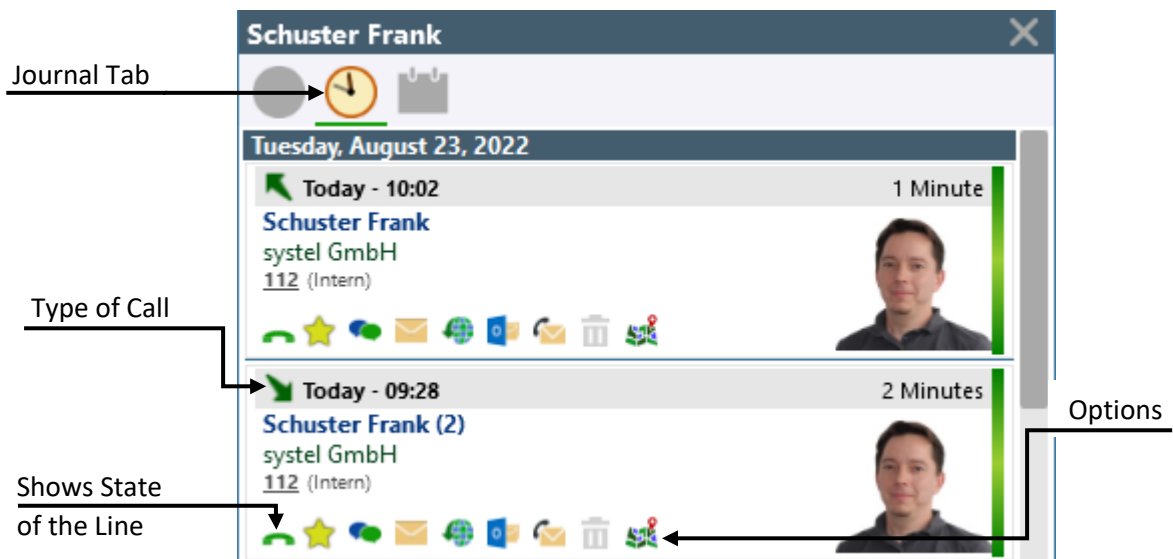 Schuster Frank
Journal Tab
Tuesday, August 23, 2022
Today - 10:02 1 Minute
Schuster Frank
systel GmbH
112 (Intern)
Type of Call
Today - 09:28 2 Minutes
Options
Schuster Frank (2)
systel GmbH
112 (Intern)
Shows State
of the Line